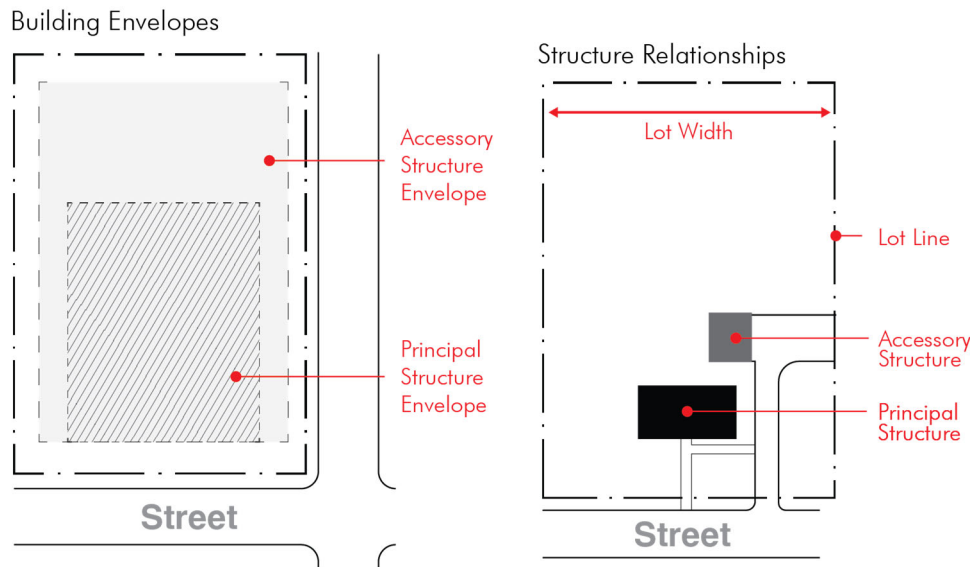 Building Envelopes
Accessory
Structure
Envelope
Principal
Structure
Envelope
Street
Structure Relationships
Lot Width
Lot Line
Accessory
Structure
Principal
Structure
Street